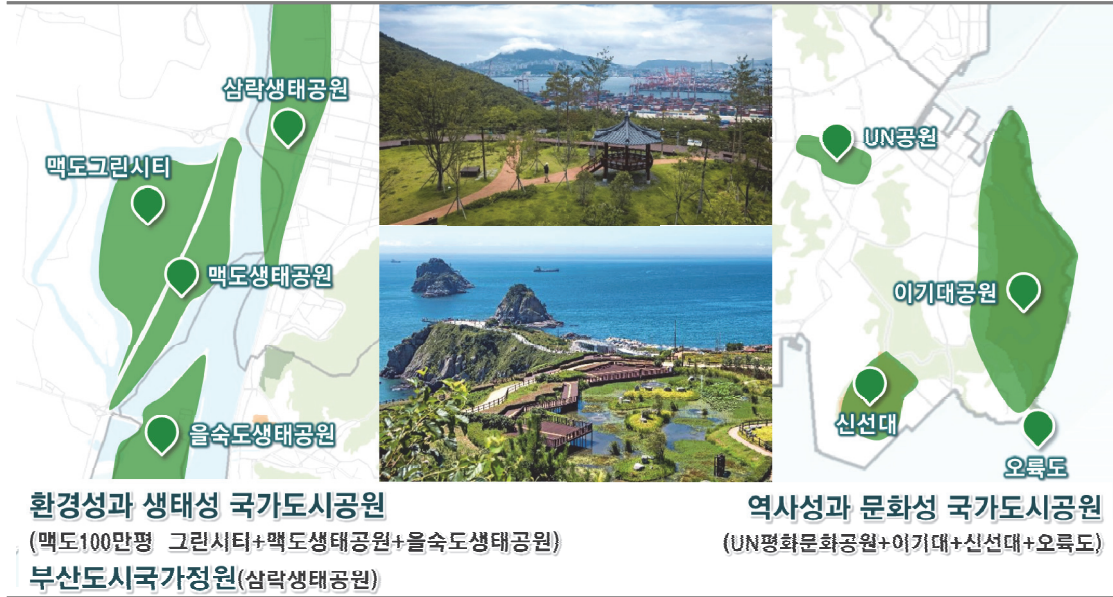 삼락생태공원
맥도그린시티
맥도생태공원
을숙도생태공원
UN공원
이기대공원
신선대
오륙도
환경성과 생태성 국가도시공원
(맥도100만평 그린시티+맥도생태공원+을숙도생태공원)
부산도시국가정원(삼락생태공원)
역사성과 문화성 국가도시공원
(UN평화문화공원+이기대+신선대+오륙도)